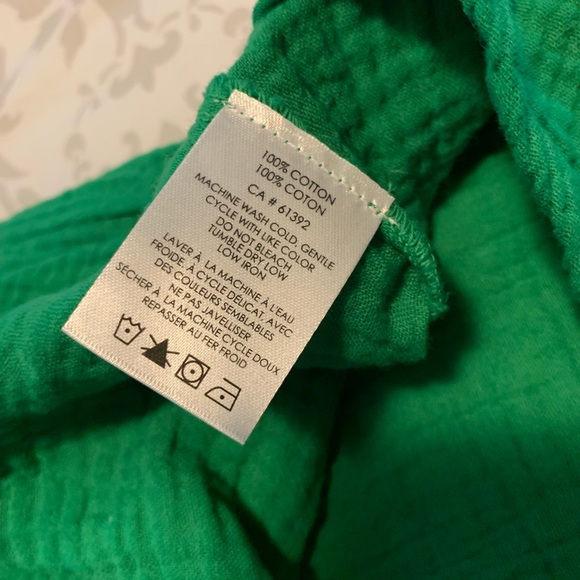 100% COTTON
100% COTON
CA # 61392
MACHINE WASH COLD, GENTLE
CYCLE WITH LIKE COLOR
DO NOT BLEACH
TUMBLE DRY LOW
LOW IRON
LAVER À LA MACHINE À L'EAU
FROIDE, À CYCLE DÉLICAT, AVEC
DES COULEURS SEMBLABLES
NE PAS JAVELLISER
SÉCHER À LA MACHINE CYCLE DOUX
REPASSER AU FER FROID